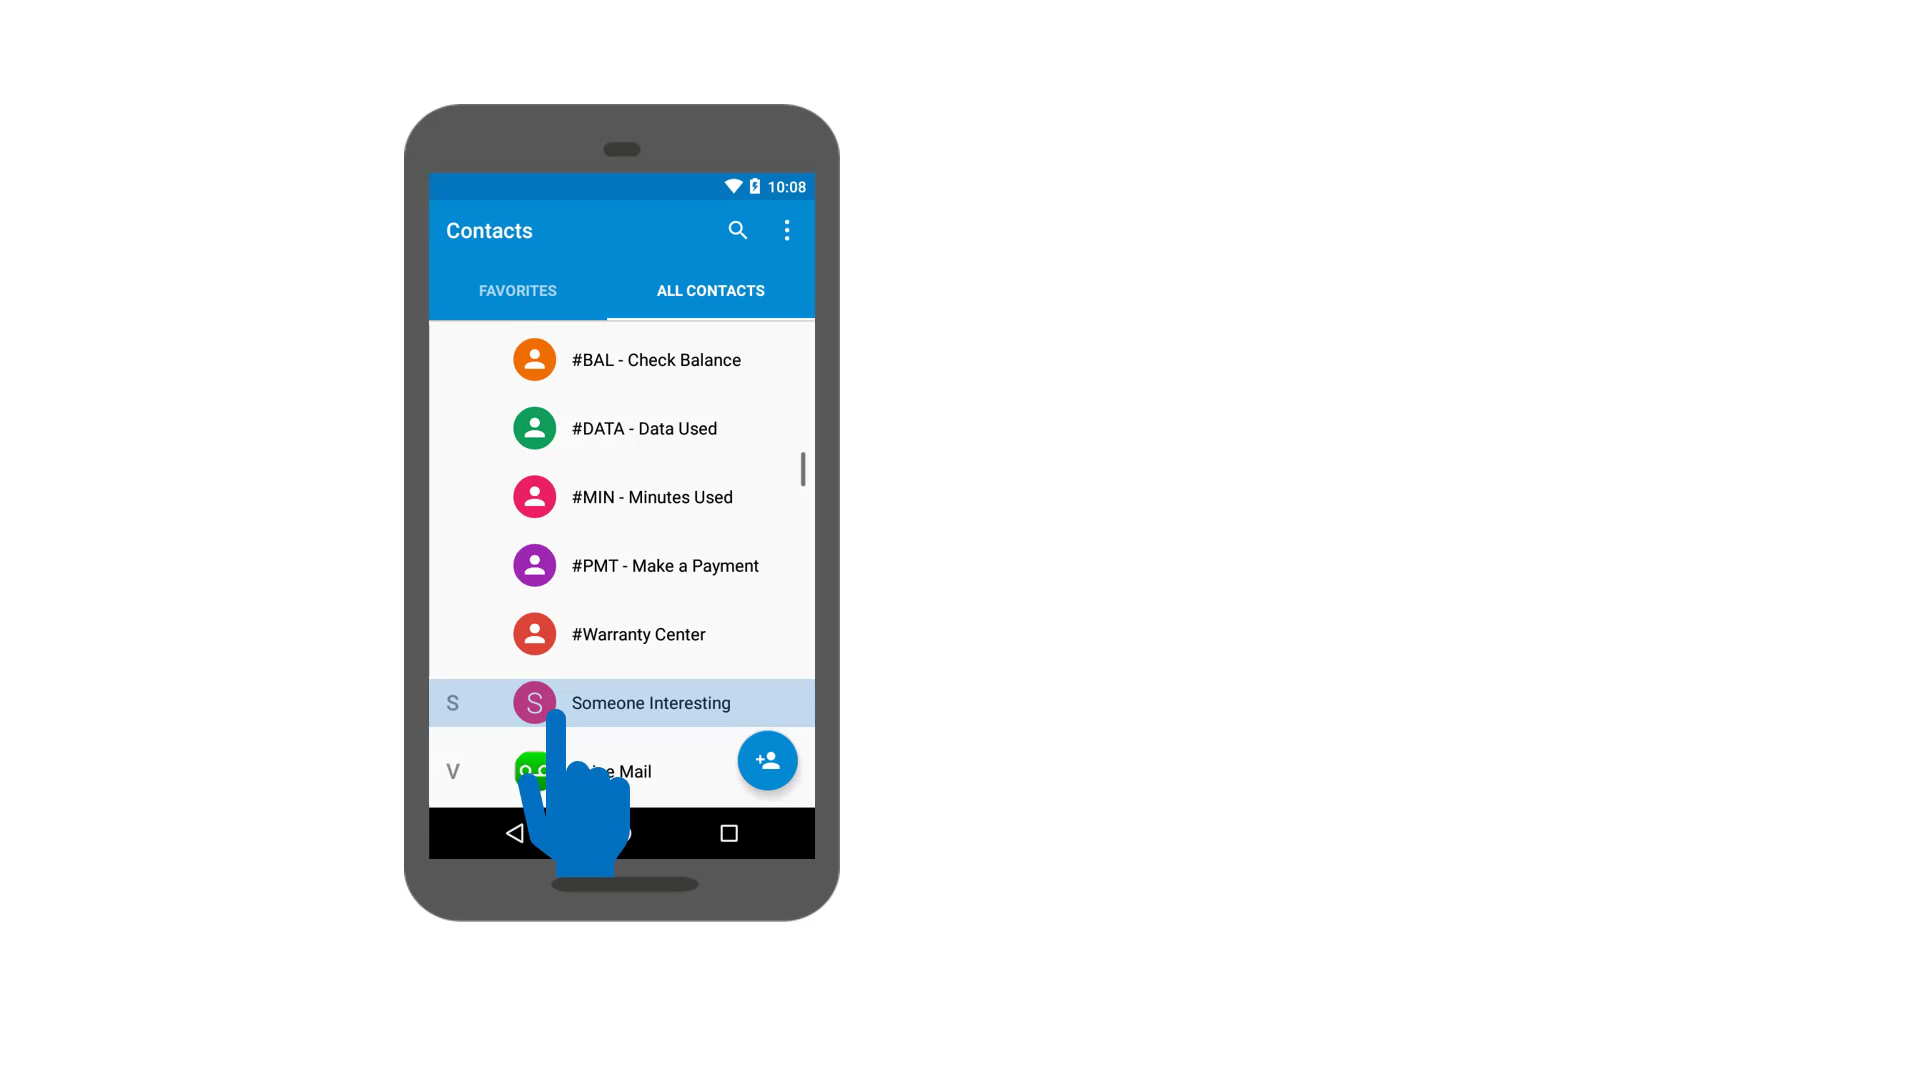 10:08
Contacts
FAVORITES ALL CONTACTS
#BAL - Check Balance
#DATA - Data Used
#MIN - Minutes Used
#PMT - Make a Payment
#Warranty Center
S S Someone Interesting
V Mail